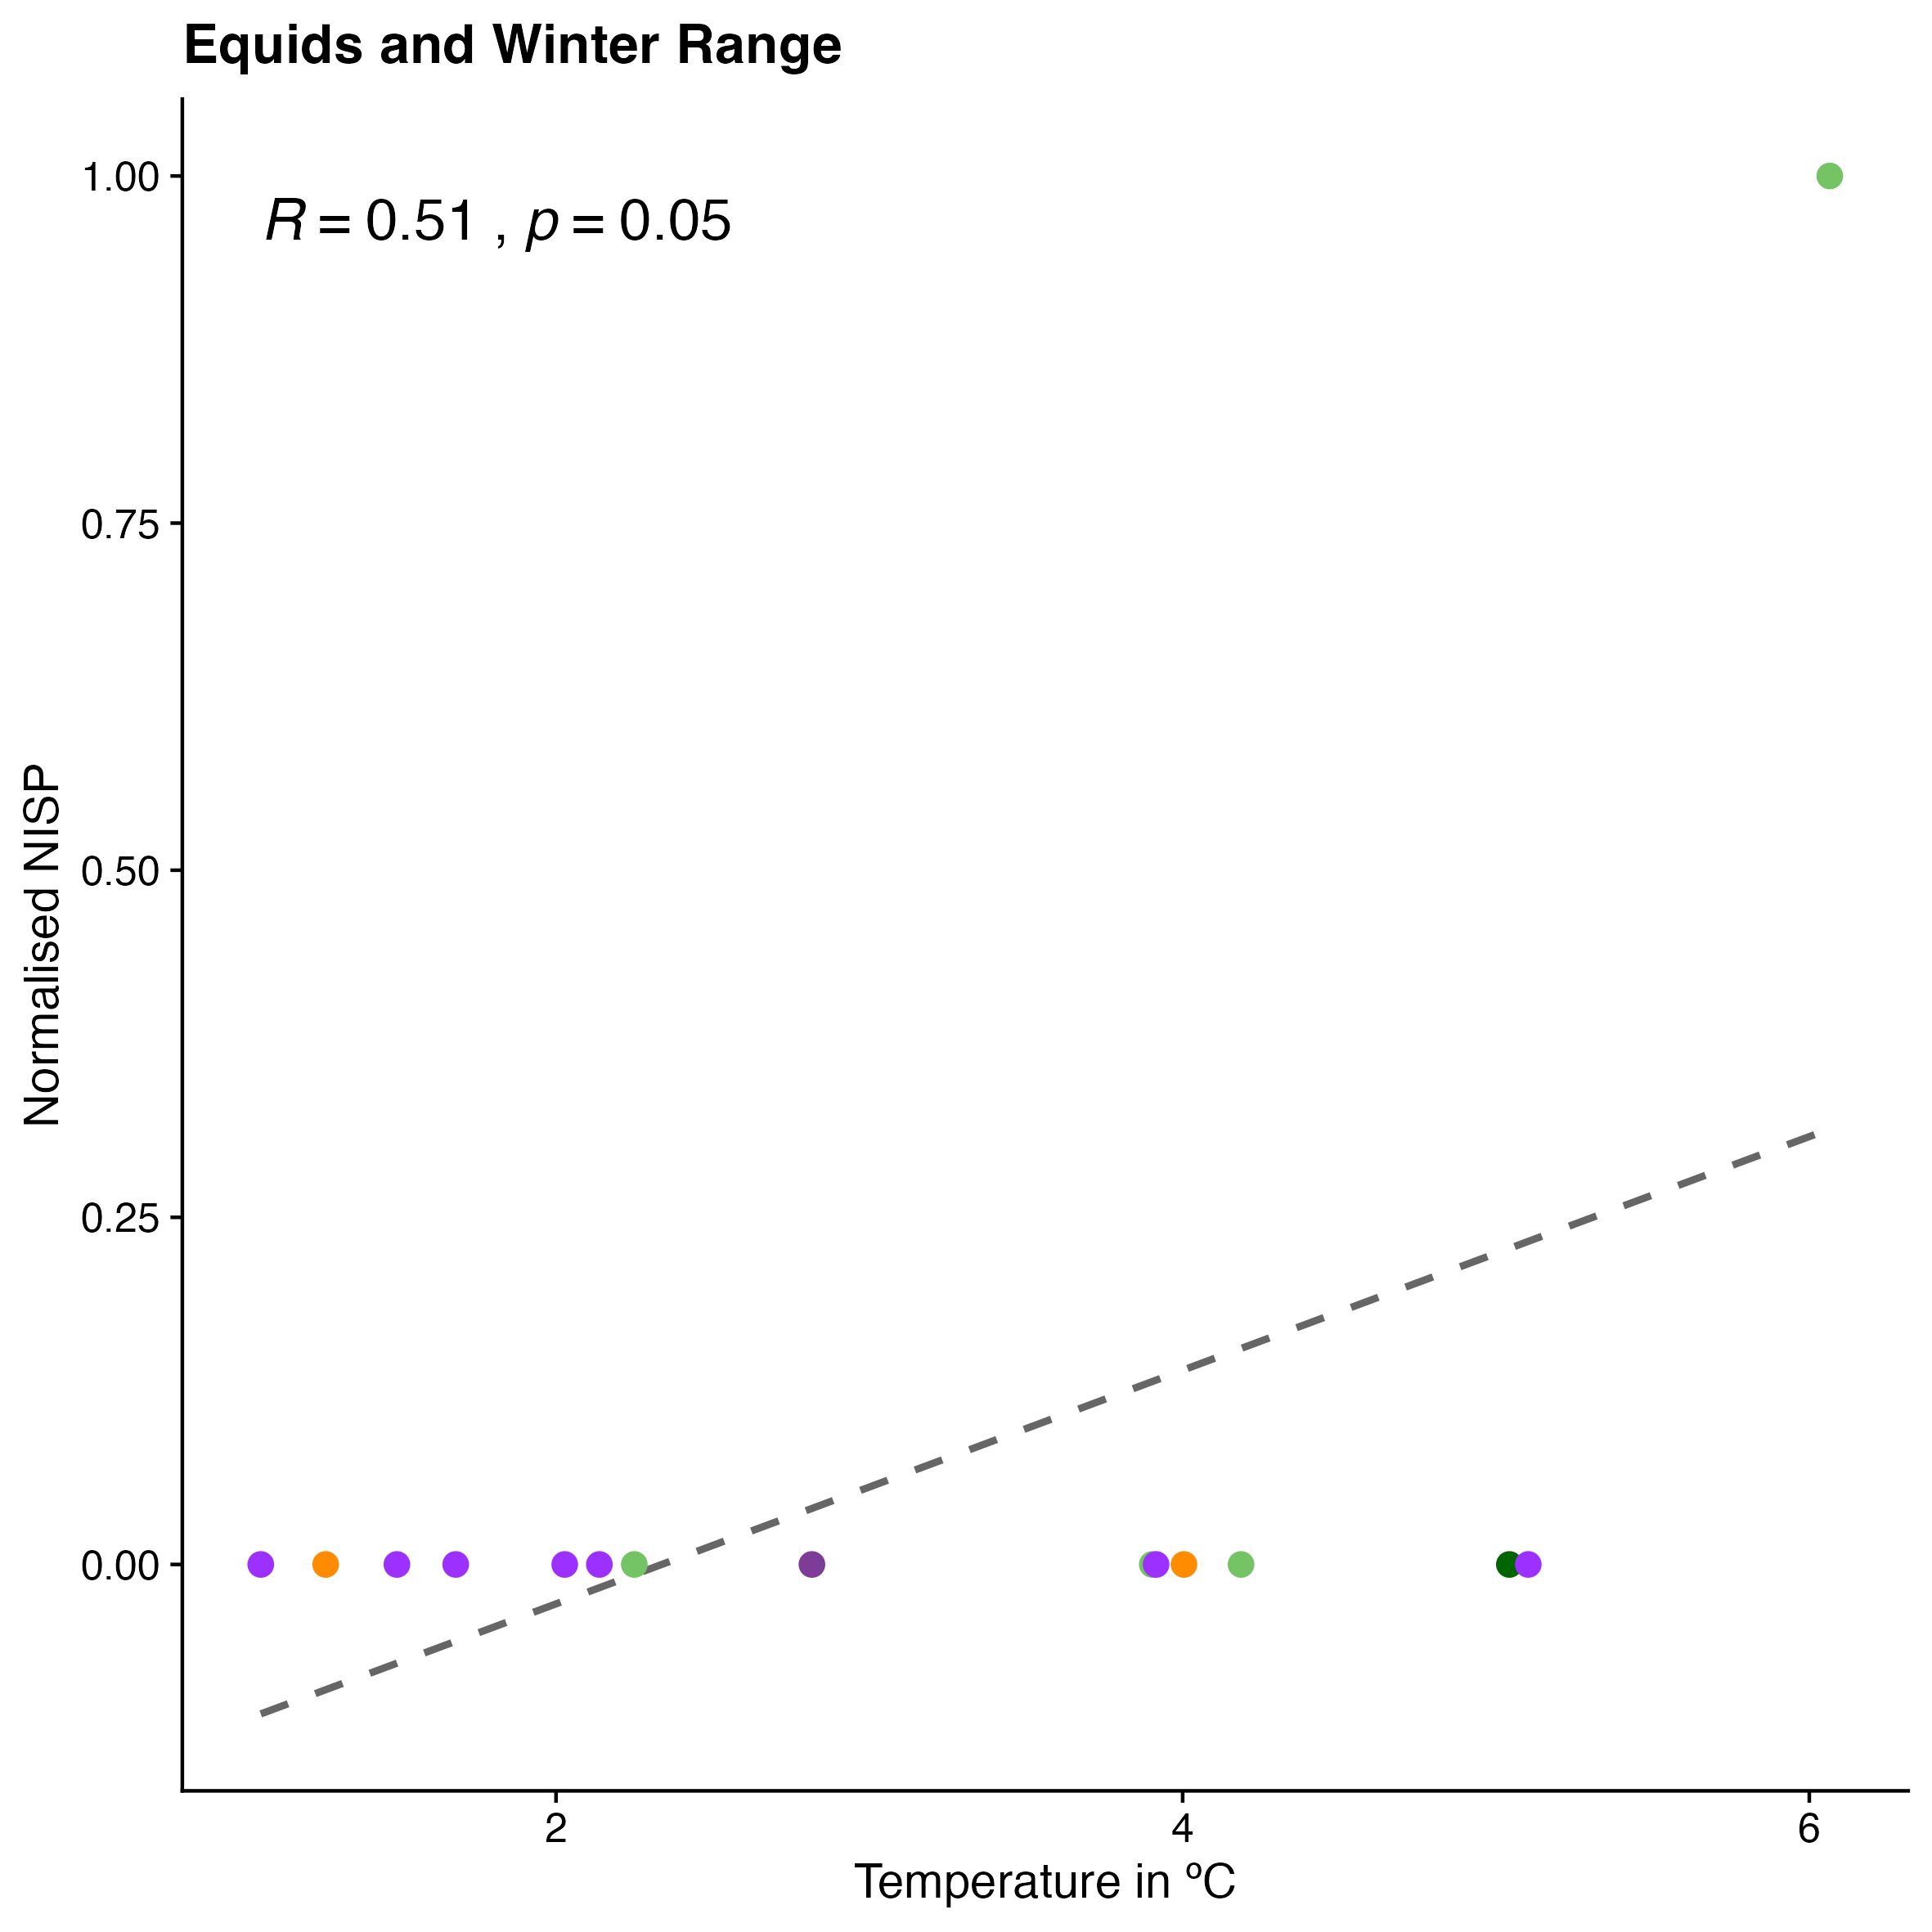 Equids and Winter Range
R = 0.51 , p = 0.05
1.00
0.75
0.50
0.25
0.00
Normalised NISP
2 4 6
Temperature in ºC